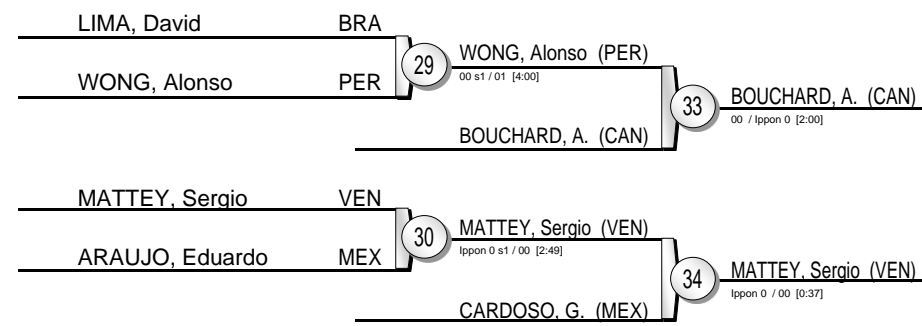 LIMA, David BRA
WONG, Alonso PER
29
WONG, Alonso (PER)
00 s1 / 01 [4:00]
BOUCHARD, A. (CAN)
33
BOUCHARD, A. (CAN)
00 / Ippon 0 [2:00]
MATTEY, Sergio VEN
ARAUJO, Eduardo MEX
30
MATTEY, Sergio (VEN)
Ippon 0 s1 / 00 [2:49]
CARDOSO, G. (MEX)
34
MATTEY, Sergio (VEN)
Ippon 0 / 00 [0:37]